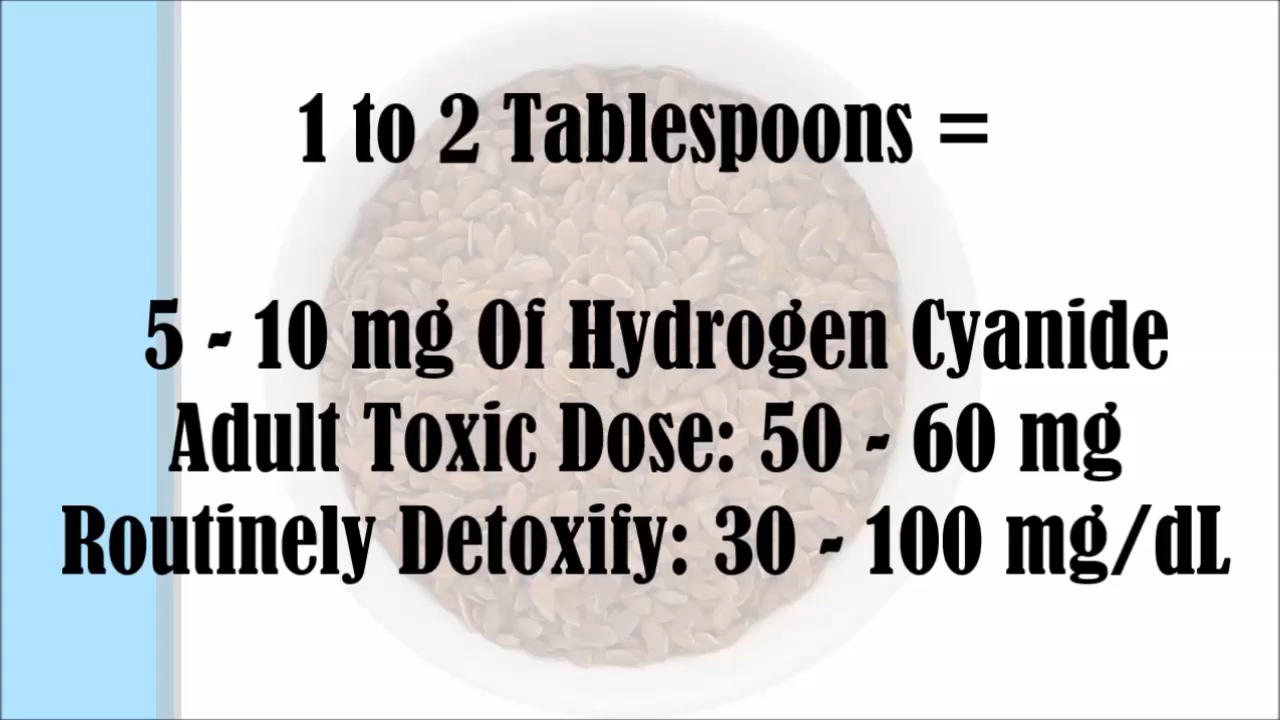 1 to 2 Tablespoons =
5 - 10 mg Of Hydrogen Cyanide
Adult Toxic Dose: 50 - 60 mg
Routinely Detoxify: 30 - 100 mg/dL